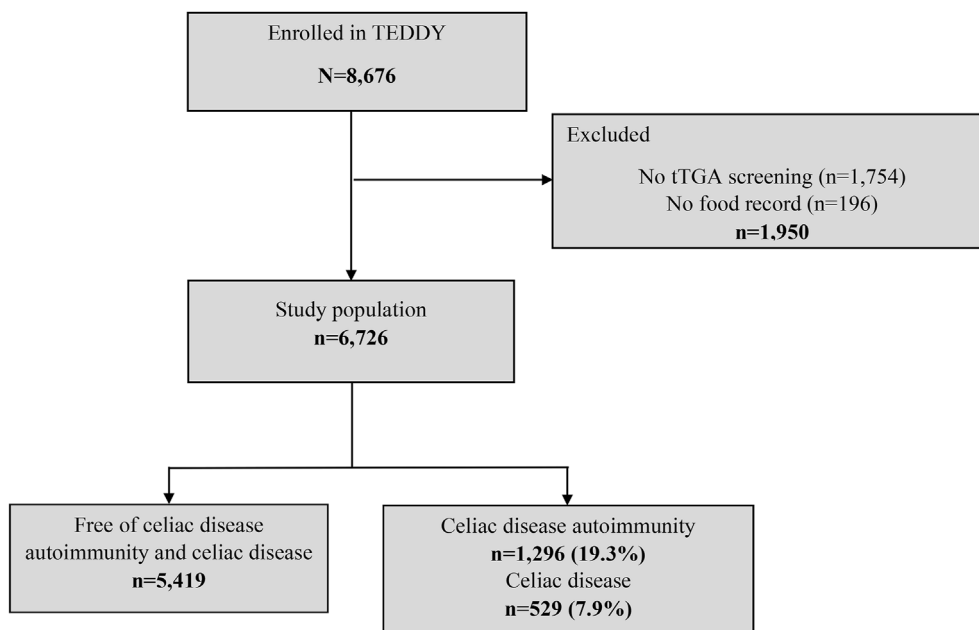 Enrolled in TEDDY
N=8,676
Excluded
No tTGA screening (n=1,754)
No food record (n=196)
n=1,950
Study population
n=6,726
Free of celiac disease
autoimmunity and celiac disease
n=5,419
Celiac disease autoimmunity
n=1,296 (19.3%)
Celiac disease
n=529 (7.9%)